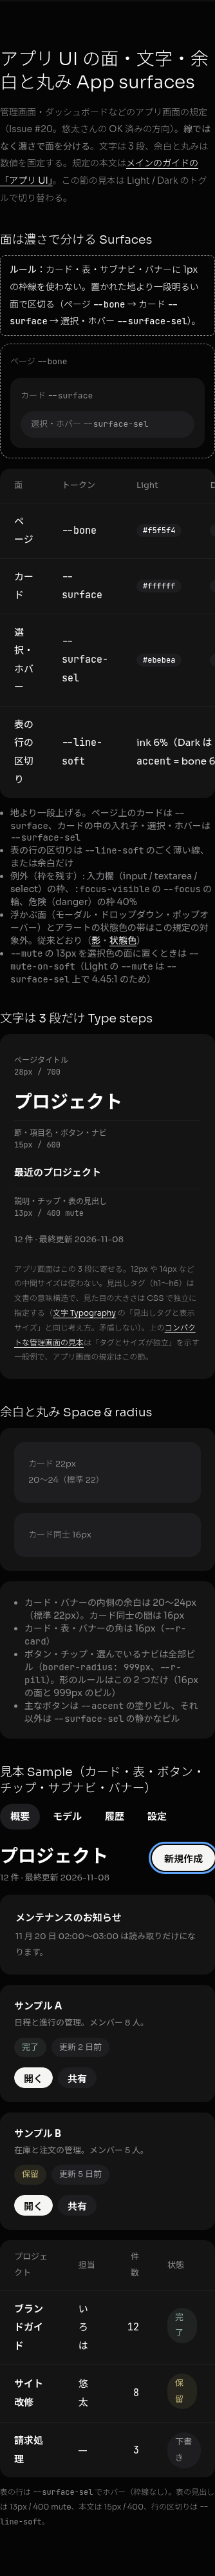 アプリ UI の面・文字・余
白と丸み App surfaces
管理画面・ダッシュボードなどのアプリ画面の規定
（Issue #20。悠太さんの OK 済みの方向）。線では
なく濃さで面を分ける。文字は 3 段、余白と丸みは
数値を固定する。規定の本文はメインのガイドの
「アプリ UI」。この節の見本は Light / Dark のトグ
ルで切り替わる。
面は濃さで分ける Surfaces
ルール：カード・表・サブナビ・バナーに 1px
の枠線を使わない。置かれた地より一段明るい
面で区切る（ページ --bone → カード --
surface → 選択・ホバー --surface-sel）。
ページ --bone
カード --surface
選択・ホバー --surface-sel
面 トークン Light
ペ
ージ
--bone #f5f5f4
カー
ド
--
surface
#ffffff
選
択・
ホバ
ー
--
surface-
sel
#ebebea
表の
行の
区切
り
--line-
soft
ink 6%（Dark は
accent = bone 6
• 地より一段上げる。ページ上のカードは --
surface、カードの中の入れ子・選択・ホバーは
--surface-sel
• 表の行の区切りは --line-soft のごく薄い線、
または余白だけ
• 例外（枠を残す）: 入力欄（input / textarea /
select）の枠、:focus-visible の --focus の
輪、危険（danger）の枠 40%
• 浮かぶ面（モーダル・ドロップダウン・ポップオ
ーバー）とアラートの状態色の帯はこの規定の対
象外。従来どおり（影・状態色）
• --mute の 13px を選択色の面に置くときは --
mute-on-soft（Light の --mute は --
surface-sel 上で 4.45:1 のため）
文字は 3 段だけ Type steps
ページタイトル
28px / 700
プロジェクト
節・項目名・ボタン・ナビ
15px / 600
最近のプロジェクト
説明・チップ・表の見出し
13px / 400 mute
12 件 · 最終更新 2026-11-08
アプリ画面はこの 3 段に寄せる。12px や 14px など
の中間サイズは使わない。見出しタグ（h1〜h6）は
文書の意味構造で、見た目の大きさは CSS で独立に
指定する（文字 Typography の「見出しタグと表示
サイズ」と同じ考え方。矛盾しない）。上のコンパク
トな管理画面の見本は「タグとサイズが独立」を示す
一般例で、アプリ画面の規定はこの節。
余白と丸み Space & radius
カード 22px
20〜24（標準 22）
カード同士 16px
• カード・バナーの内側の余白は 20〜24px
（標準 22px）。カード同士の間は 16px
• カード・表・バナーの角は 16px（--r-
card）
• ボタン・チップ・選んでいるナビは全部ピ
ル（border-radius: 999px、--r-
pill）。形のルールはこの 2 つだけ（16px
の面と 999px のピル）
• 主なボタンは --accent の塗りピル、それ
以外は --surface-sel の静かなピル
見本 Sample（カード・表・ボタン・
チップ・サブナビ・バナー）
概要 モデル 履歴 設定
プロジェクト 新規作成
12 件 · 最終更新 2026-11-08
メンテナンスのお知らせ
11 月 20 日 02:00〜03:00 は読み取りだけにな
ります。
サンプル A
日程と進行の管理。メンバー 8 人。
完了 更新 2 日前
開く 共有
サンプル B
在庫と注文の管理。メンバー 5 人。
保留 更新 5 日前
開く 共有
プロジェ
クト
担当
件
数
状態
ブラン
ドガイ
ド
い
ろ
は
12
完
了
サイト
改修
悠
太
8
保
留
請求処
理
—
3
下書
き
表の行は --surface-sel でホバー（枠線なし）。表の見出し
は 13px / 400 mute、本文は 15px / 400、行の区切りは --
line-soft。